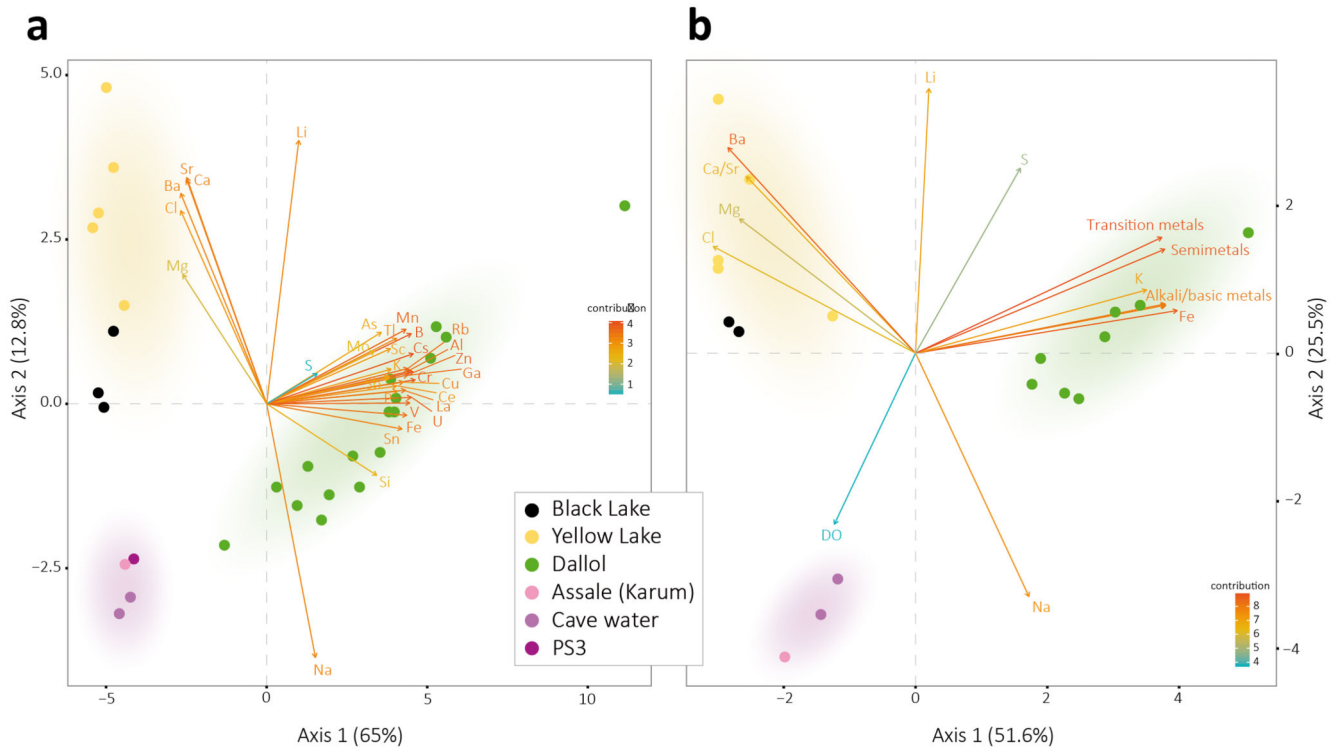 a
b
5.0
2.5
0.0
−2.5
−5
0
5
10
Axis 1 (65%)
Axis 2 (12.8%)
Li
Sr
Ca
Ba
Cl
Mg
S
As
Tl
Mn
B
Mo
Sc
Cs
Rb
Al
Zn
Ga
K
Cr
Cu
Ce
La
U
V
Fe
Sn
Si
Na
contribution
4
3
2
1
Black Lake
Yellow Lake
Dallol
Assale (Karum)
Cave water
PS3
Li
Ba
Ca/Sr
Mg
Cl
S
Transition metals
Semimetals
K
Alkali/basic metals
Fe
DO
Na
contribution
8
7
6
5
4
2
0
−2
−4
−4
−2
0
2
4
Axis 1 (51.6%)
Axis 2 (25.5%)